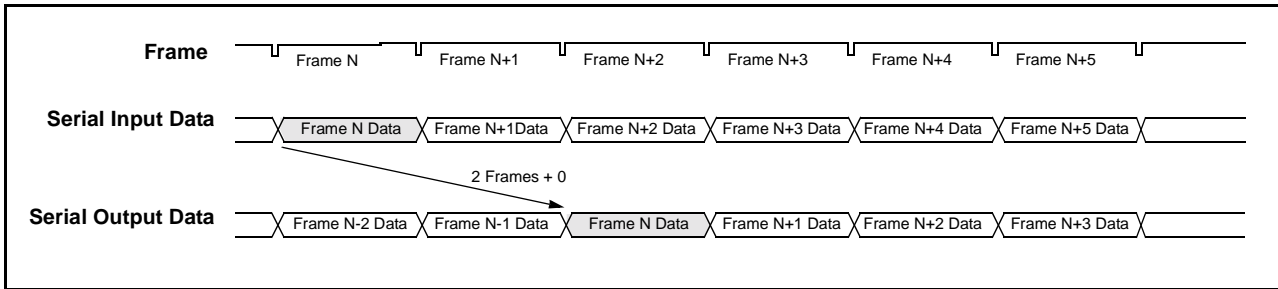 Frame
Frame N
Frame N+1
Frame N+2
Frame N+3
Frame N+4
Frame N+5
Serial Input Data
Frame N Data
Frame N+1Data
Frame N+2 Data
Frame N+3 Data
Frame N+4 Data
Frame N+5 Data
2 Frames + 0
Serial Output Data
Frame N-2 Data
Frame N-1 Data
Frame N Data
Frame N+1 Data
Frame N+2 Data
Frame N+3 Data